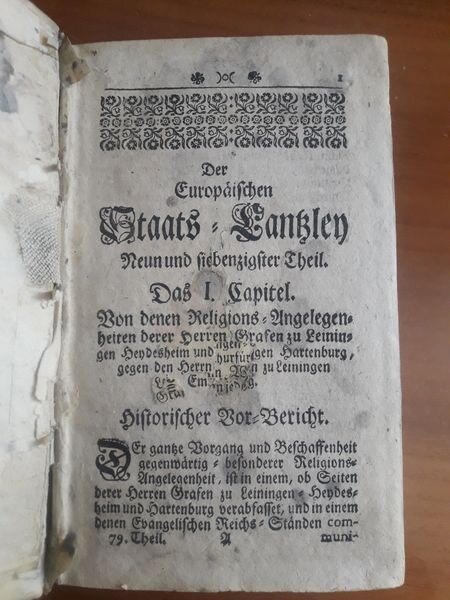 1
Der
Europäischen
Staats-Cantzley
Neun und siebenzigster Theil.
Das I. Capitel.
Von denen Religions-Angelegen-
heiten derer Herren Grafen zu Leinin-
gen Heydesheim und gen Hartenburg,
gegen den Herrn zu Leiningen
Historischer Vor-Bericht.
DEr gantze Vorgang und Beschaffenheit
gegenwärtig-besonderer Religions-
Angelegenheit, ist in einem, ob Seiten
derer Herren Grafen zu Leiningen-Heydes-
heim und Hartenburg verabfasset, und in einem
denen Evangelischen Reichs-Ständen com-
79. Theil. A muni-